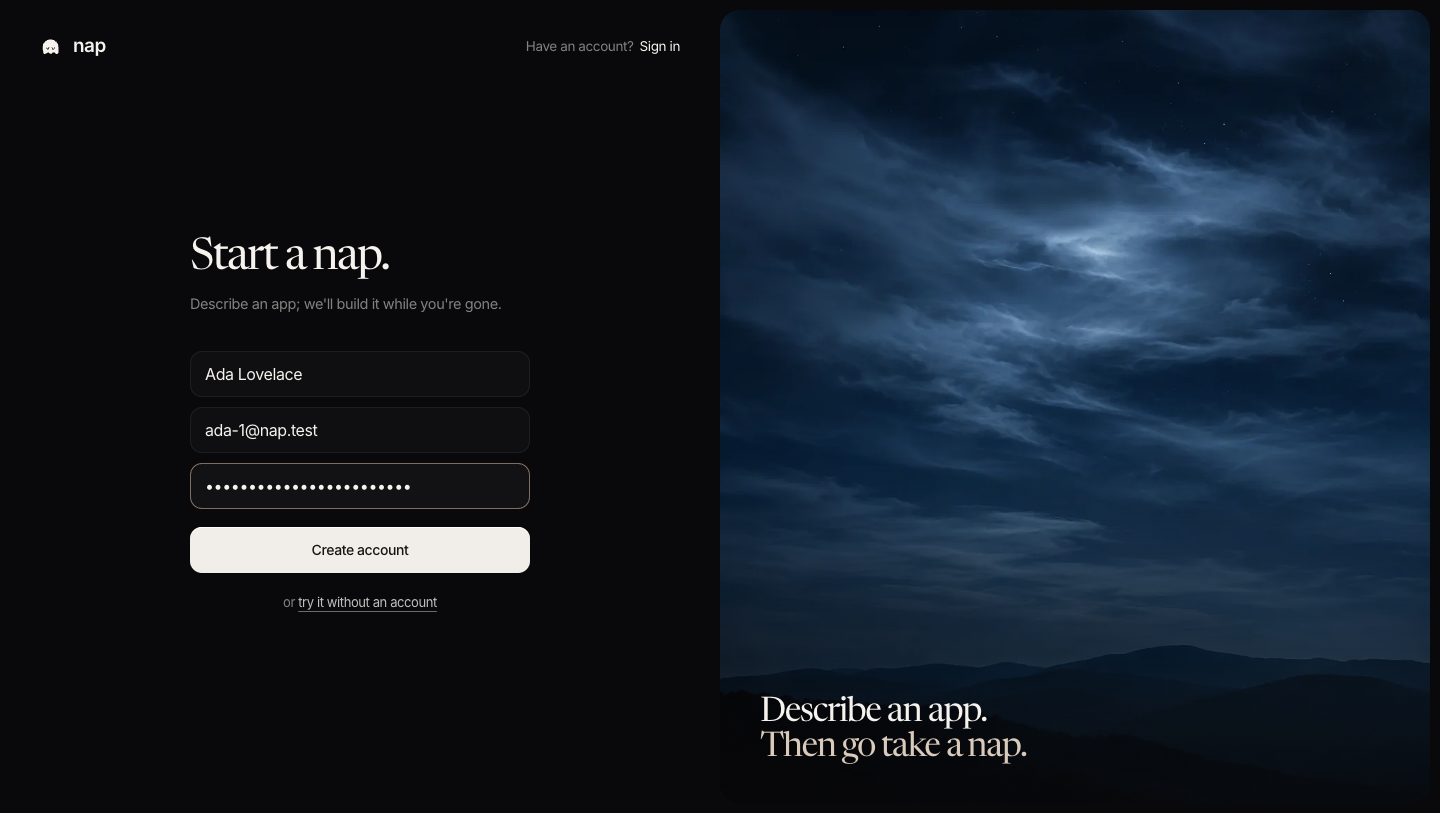 nap
Have an account? Sign in
Start a nap.
Describe an app; we'll build it while you're gone.
Ada Lovelace
ada-1@nap.test
••••••••••••••••••••••••
Create account
or try it without an account
Describe an app.
Then go take a nap.